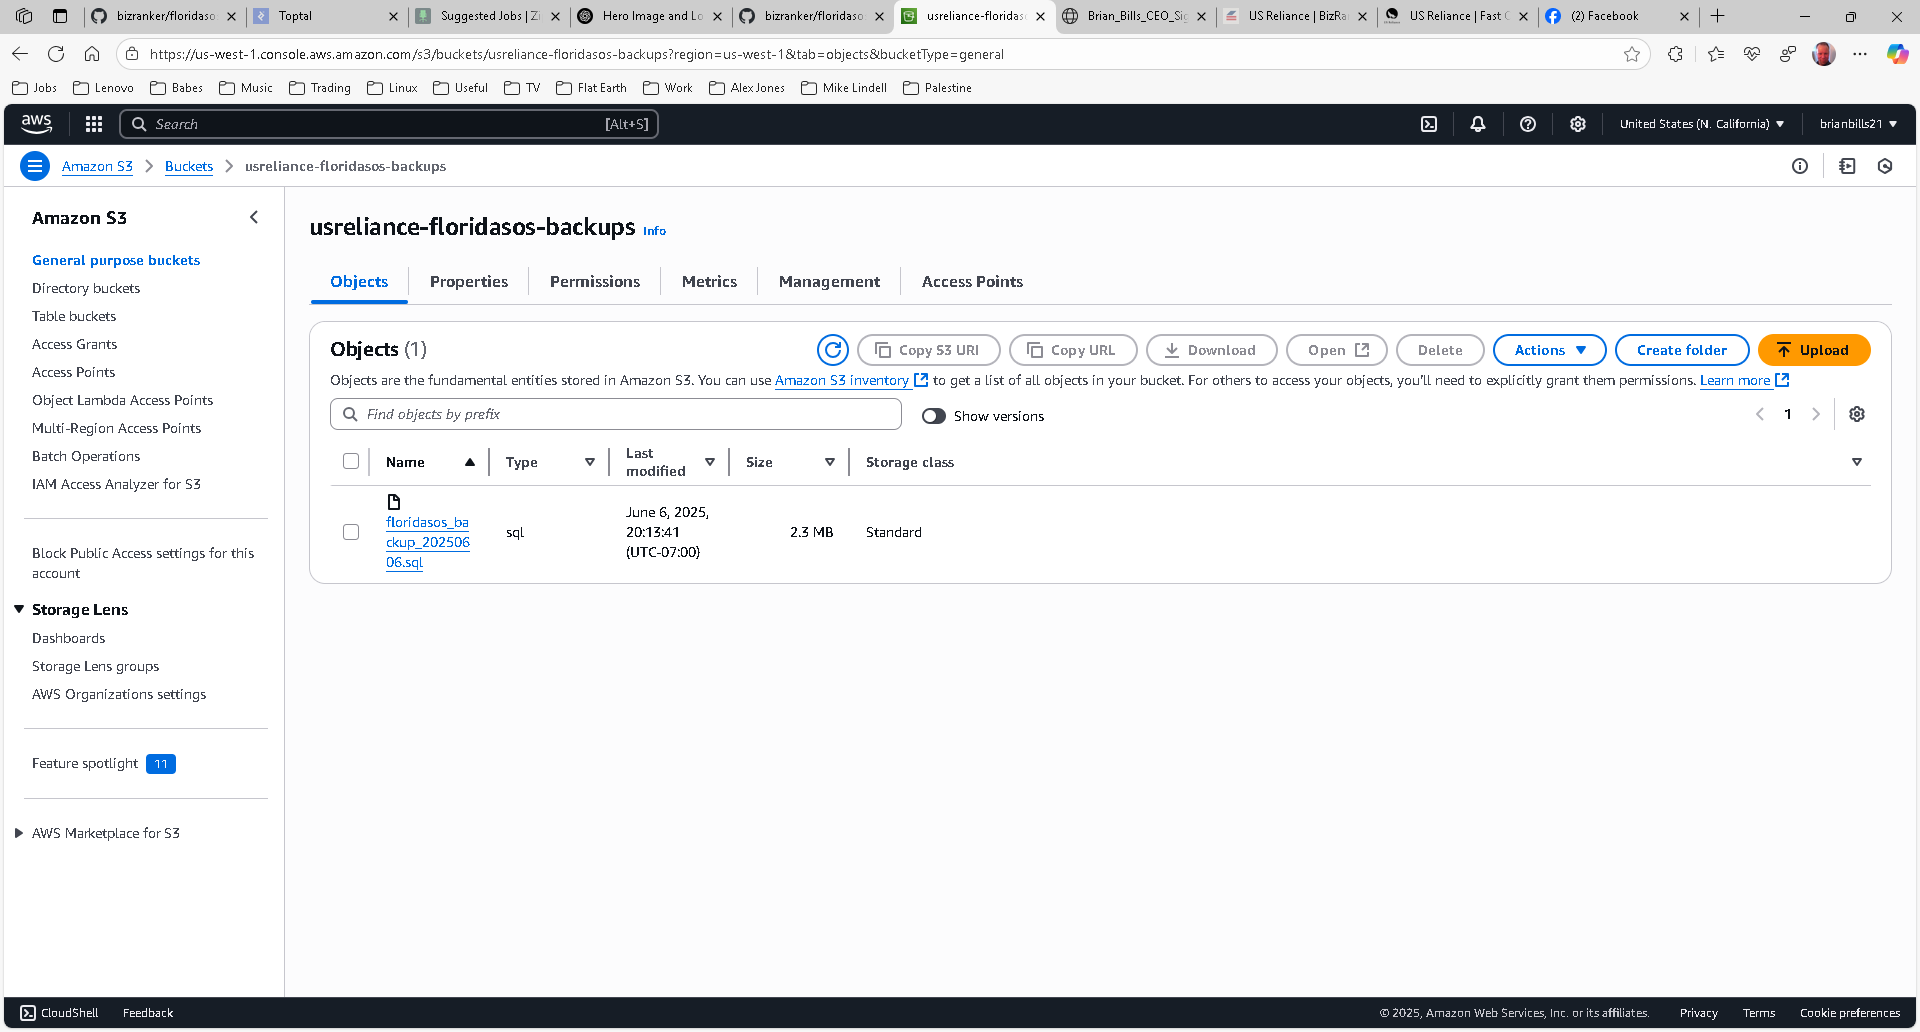 bizranker/floridaso
Toptal
Suggested Jobs | Zi
Hero Image and Lo
bizranker/floridaso
usreliance-floridaso
Brian_Bills_CEO_Sig
US Reliance | BizRa
US Reliance | Fast C
(2) Facebook
https://us-west-1.console.aws.amazon.com/s3/buckets/usreliance-floridasos-backups?region=us-west-1&tab=objects&bucketType=general
Jobs
Lenovo
Babes
Music
Trading
Linux
Useful
TV
Flat Earth
Work
Alex Jones
Mike Lindell
Palestine
aws
Search
[Alt+S]
United States (N. California)
brianbills21
Amazon S3
Buckets
usreliance-floridasos-backups
Amazon S3
General purpose buckets
Directory buckets
Table buckets
Access Grants
Access Points
Object Lambda Access Points
Multi-Region Access Points
Batch Operations
IAM Access Analyzer for S3
Block Public Access settings for this
account
Storage Lens
Dashboards
Storage Lens groups
AWS Organizations settings
Feature spotlight 11
AWS Marketplace for S3
usreliance-floridasos-backups Info
Objects
Properties
Permissions
Metrics
Management
Access Points
Objects (1)
Copy S3 URI
Copy URL
Download
Open
Delete
Actions
Create folder
Upload
Objects are the fundamental entities stored in Amazon S3. You can use Amazon S3 inventory to get a list of all objects in your bucket. For others to access your objects, you'll need to explicitly grant them permissions. Learn more
Find objects by prefix
Show versions
1
Name
Type
Last
modified
Size
Storage class
floridasos_ba
ckup_202506
06.sql
sql
June 6, 2025,
20:13:41
(UTC-07:00)
2.3 MB
Standard
CloudShell
Feedback
© 2025, Amazon Web Services, Inc. or its affiliates.
Privacy
Terms
Cookie preferences